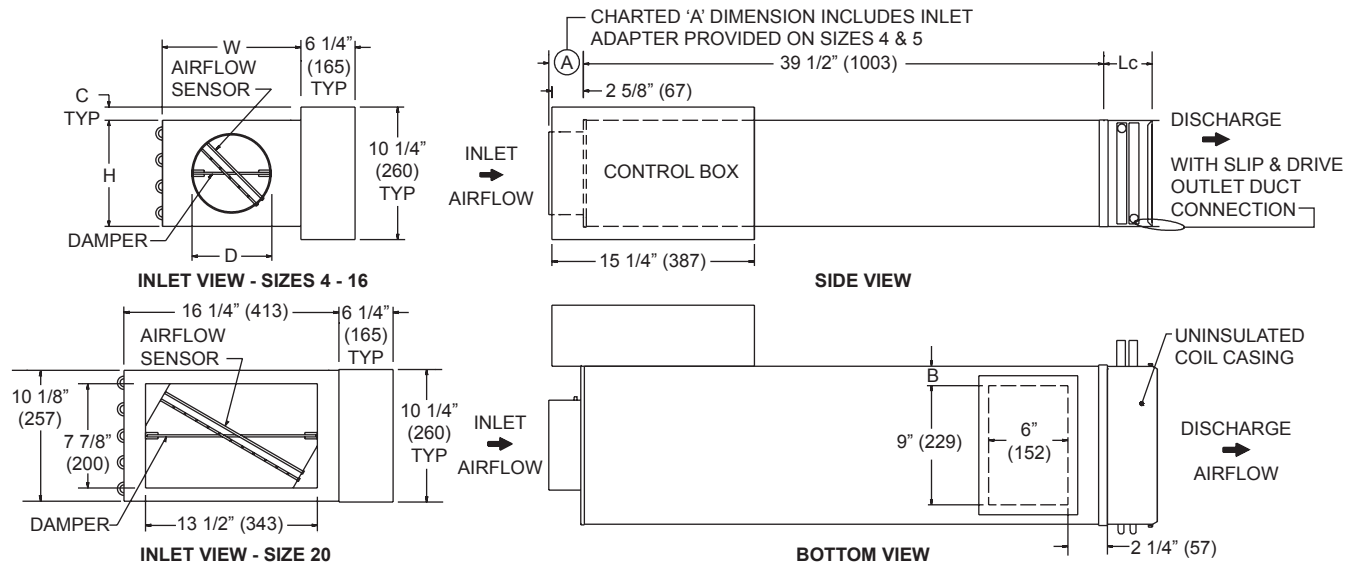 W
6 1/4”
(165)
TYP
AIRFLOW
SENSOR
C
TYP
H
10 1/4”
(260)
TYP
DAMPER
D
INLET VIEW - SIZES 4 - 16
CHARTED ‘A’ DIMENSION INCLUDES INLET
ADAPTER PROVIDED ON SIZES 4 & 5
A
39 1/2” (1003)
Lc
2 5/8” (67)
INLET
AIRFLOW
CONTROL BOX
DISCHARGE
WITH SLIP & DRIVE
OUTLET DUCT
CONNECTION
15 1/4” (387)
SIDE VIEW
16 1/4” (413)
6 1/4”
(165)
TYP
AIRFLOW
SENSOR
10 1/8”
(257)
7 7/8”
(200)
10 1/4”
(260)
TYP
DAMPER
13 1/2” (343)
INLET VIEW - SIZE 20
INLET
AIRFLOW
B
9” (229)
6”
(152)
UNINSULATED
COIL CASING
DISCHARGE
AIRFLOW
2 1/4” (57)
BOTTOM VIEW